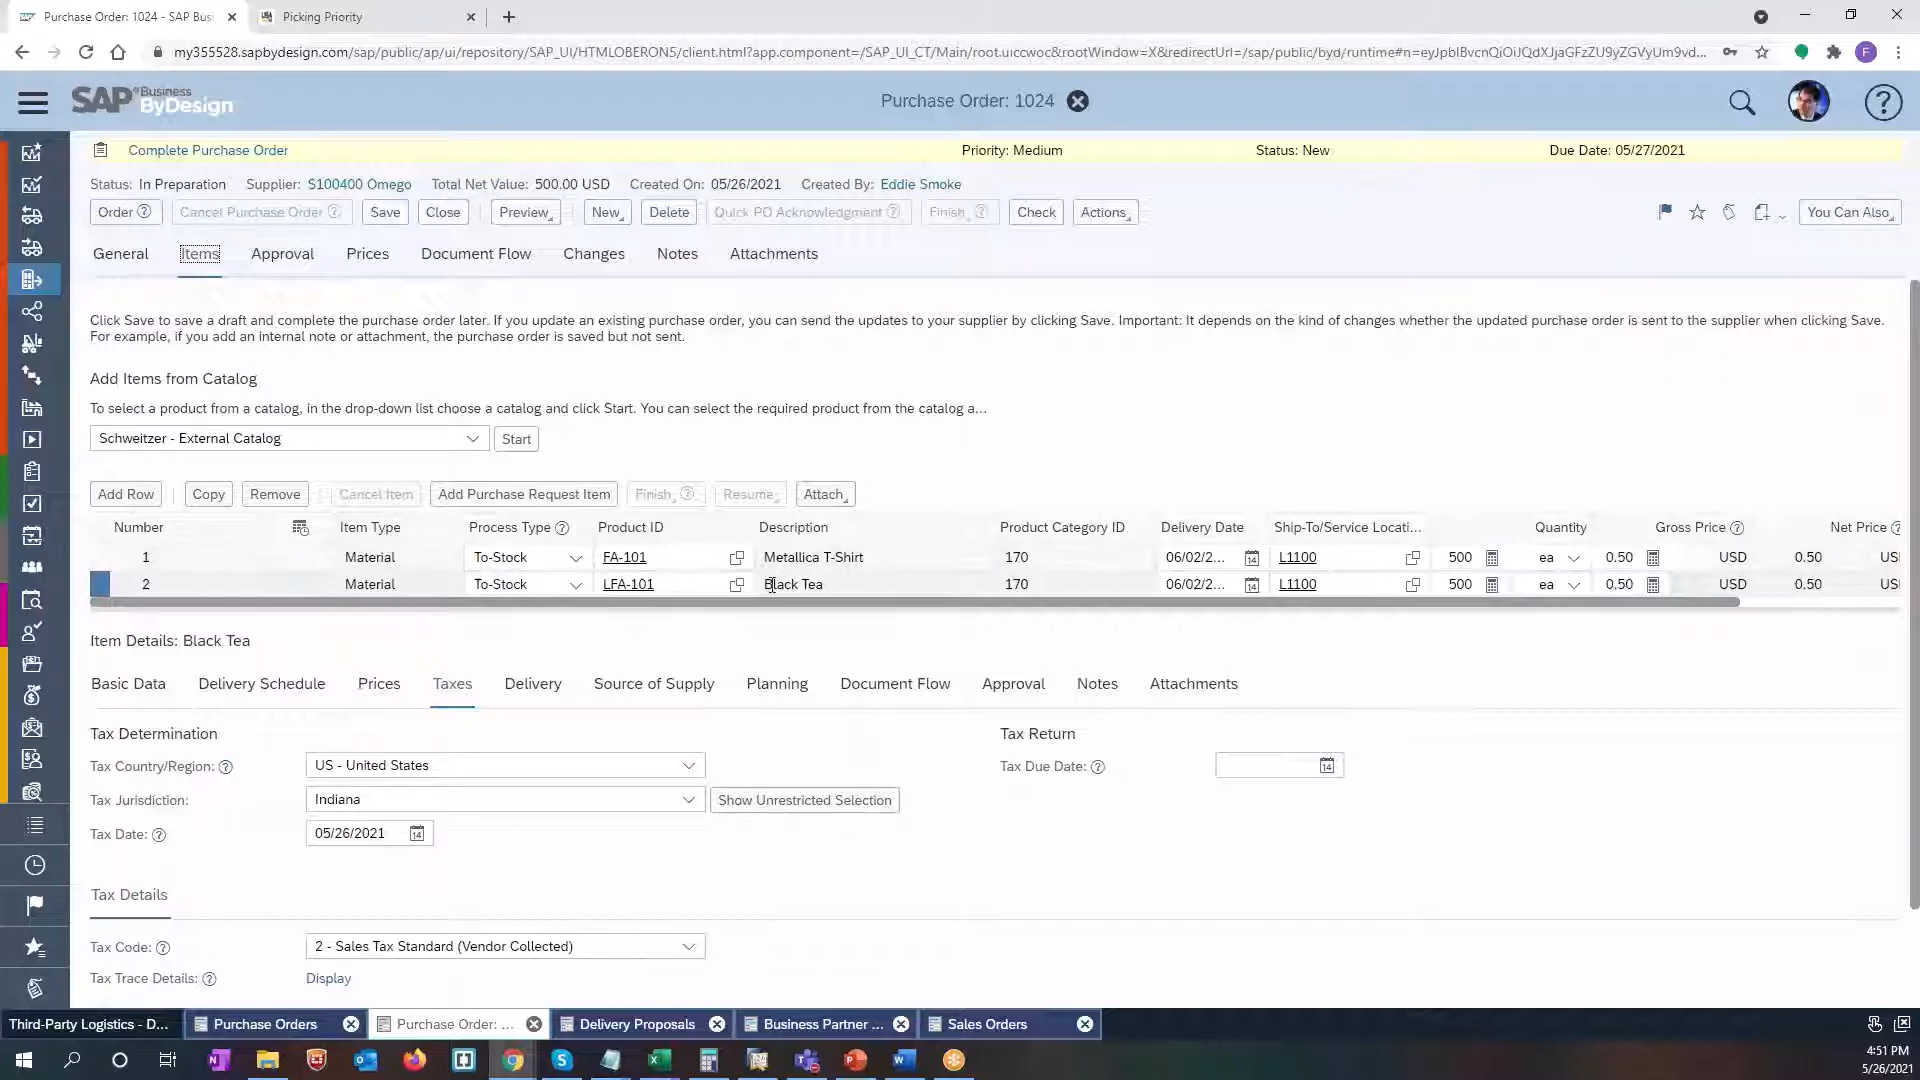 Purchase Order: 1024 - SAP Busi
Picking Priority
my355528.sapbydesign.com/sap/public/ap/ui/repository/SAP_UI/HTMLOBERON5/client.html?app.component=/SAP_UI_CT/Main/root.uiccwoc&rootWindow=X&redirectUrl=/sap/public/byd/runtime#n=eyJpblBvcnQiOiJQdXJjaGFzZU9yZGVyUm9vd...
F
SAP Business ByDesign
Purchase Order: 1024
Complete Purchase Order Priority: Medium Status: New Due Date: 05/27/2021
Status: In Preparation Supplier: S100400 Omego Total Net Value: 500.00 USD Created On: 05/26/2021 Created By: Eddie Smoke
Order Cancel Purchase Order Save Close Preview New Delete Quick PO Acknowledgment Finish Check Actions You Can Also
General Items Approval Prices Document Flow Changes Notes Attachments
Click Save to save a draft and complete the purchase order later. If you update an existing purchase order, you can send the updates to your supplier by clicking Save. Important: It depends on the kind of changes whether the updated purchase order is sent to the supplier when clicking Save.
For example, if you add an internal note or attachment, the purchase order is saved but not sent.
Add Items from Catalog
To select a product from a catalog, in the drop-down list choose a catalog and click Start. You can select the required product from the catalog a...
Schweitzer - External Catalog Start
Add Row Copy Remove Cancel Item Add Purchase Request Item Finish Resume Attach
Number Item Type Process Type Product ID Description Product Category ID Delivery Date Ship-To/Service Locati... Quantity Gross Price Net Price
1 Material To-Stock FA-101 Metallica T-Shirt 170 06/02/2... 14 L1100 500 ea 0.50 USD 0.50 US
2 Material To-Stock LFA-101 Black Tea 170 06/02/2... 14 L1100 500 ea 0.50 USD 0.50 US
Item Details: Black Tea
Basic Data Delivery Schedule Prices Taxes Delivery Source of Supply Planning Document Flow Approval Notes Attachments
Tax Determination Tax Return
Tax Country/Region: US - United States Tax Due Date: 14
Tax Jurisdiction: Indiana Show Unrestricted Selection
Tax Date: 05/26/2021 14
Tax Details
Tax Code: 2 - Sales Tax Standard (Vendor Collected)
Tax Trace Details: Display
Third-Party Logistics - D... Purchase Orders Purchase Order: ... Delivery Proposals Business Partner ... Sales Orders
4:51 PM
5/26/2021